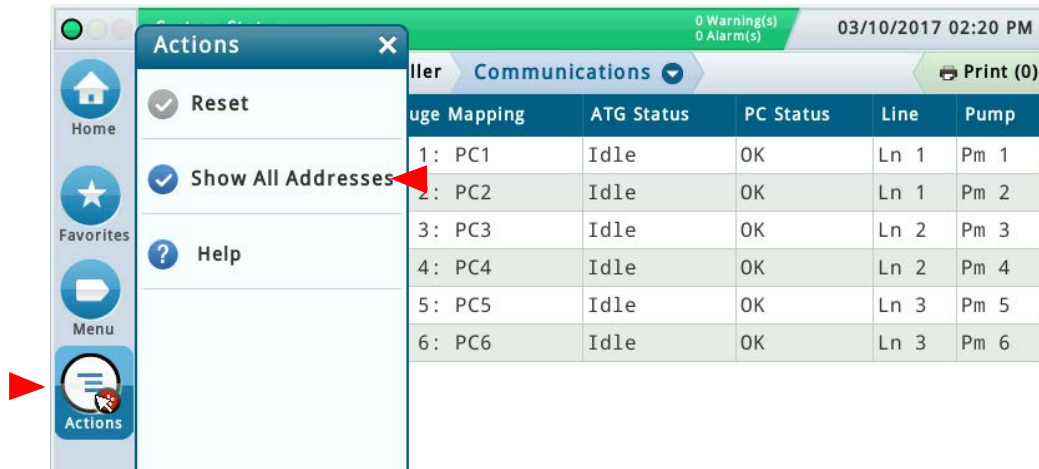 0 Warning(s)
0 Alarm(s)
03/10/2017 02:20 PM
Actions
ller
Communications
Print (0)
Home
Reset
uge Mapping ATG Status PC Status Line Pump
1: PC1 Idle OK Ln 1 Pm 1
Show All Addresses
2: PC2 Idle OK Ln 1 Pm 2
Favorites
3: PC3 Idle OK Ln 2 Pm 3
Help
4: PC4 Idle OK Ln 2 Pm 4
5: PC5 Idle OK Ln 3 Pm 5
Menu
6: PC6 Idle OK Ln 3 Pm 6
Actions